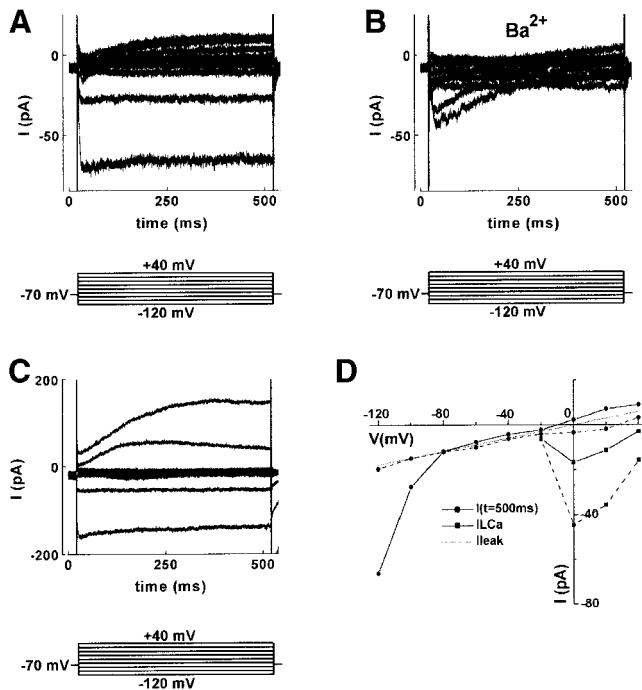 A
0
-50
I (pA)
0
250
500
time (ms)
+40 mV
-70 mV
-120 mV
B
Ba2+
0
-50
I (pA)
0
250
500
time (ms)
+40 mV
-70 mV
-120 mV
C
200
0
-200
I (pA)
0
250
500
time (ms)
+40 mV
-70 mV
-120 mV
D
-120
-80
-40
0
V(mV)
I(t=500ms)
ILCa
Ileak
-40
-80
I (pA)